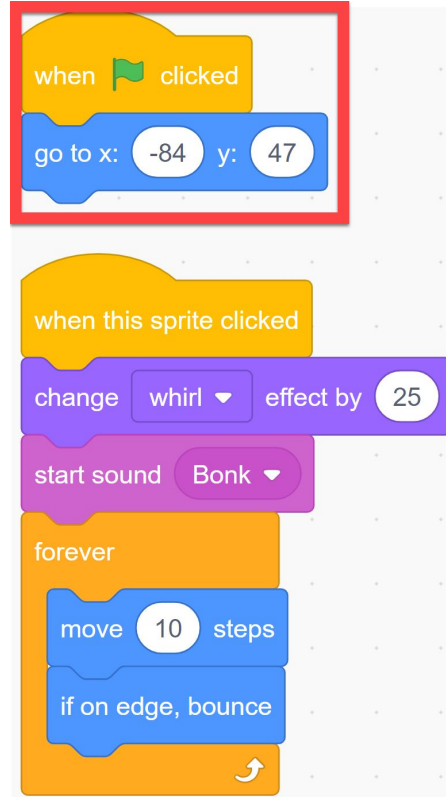 when clicked
go to x: -84 y: 47
when this sprite clicked
change whirl effect by 25
start sound Bonk
forever
move 10 steps
if on edge, bounce